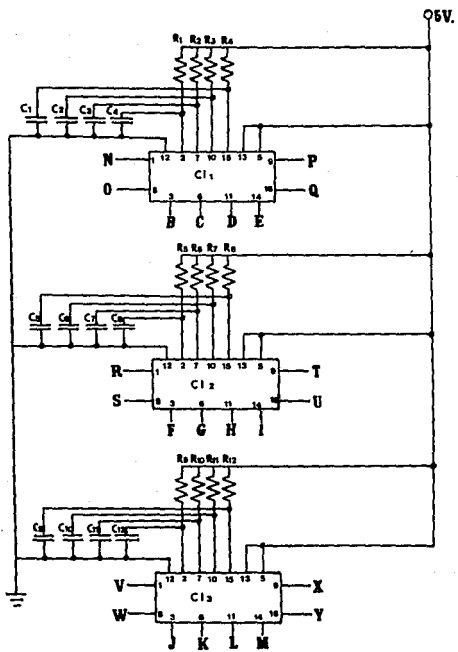 5V.
R1 R2 R3 R4
C1 C2 C3 C4
12 2 7 10 15 13 5
N 1 CI1 9 P
O 8 16 Q
3 6 11 14
B C D E
R5 R6 R7 R8
C5 C6 C7 C8
12 2 7 10 15 13 5
R 1 CI2 9 T
S 8 16 U
3 6 11 14
F G H I
R9 R10 R11 R12
C9 C10 C11 C12
12 2 7 10 15 13 5
V 1 CI3 9 X
W 8 16 Y
3 6 11 14
J K L M